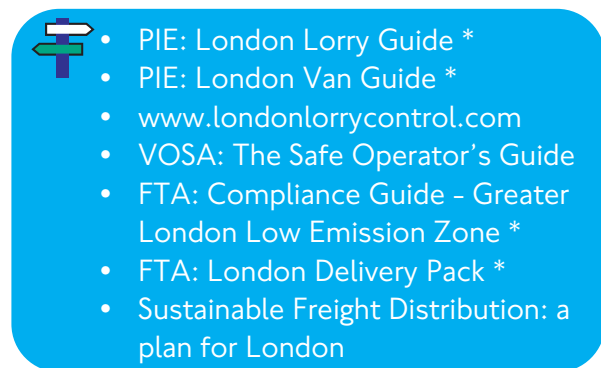 • PIE: London Lorry Guide *
• PIE: London Van Guide *
• www.londonlorrycontrol.com
• VOSA: The Safe Operator’s Guide
• FTA: Compliance Guide - Greater
London Low Emission Zone *
• FTA: London Delivery Pack *
• Sustainable Freight Distribution: a
plan for London